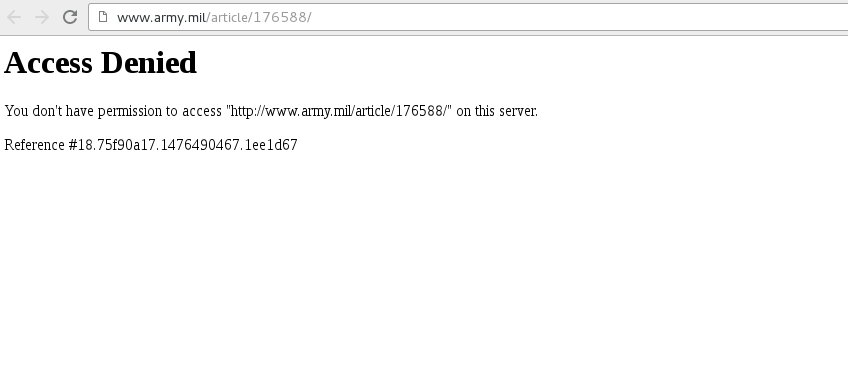 www.army.mil/article/176588/
Access Denied
You don't have permission to access "http://www.army.mil/article/176588/" on this server.
Reference #18.75f90a17.1476490467.1ee1d67